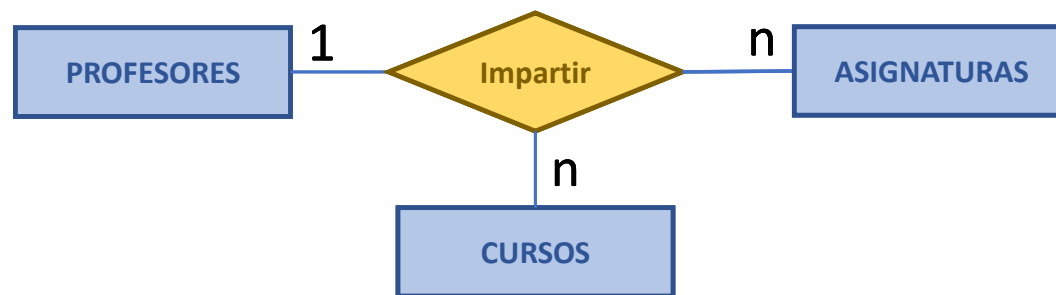 PROFESORES
1
Impartir
n
ASIGNATURAS
n
CURSOS